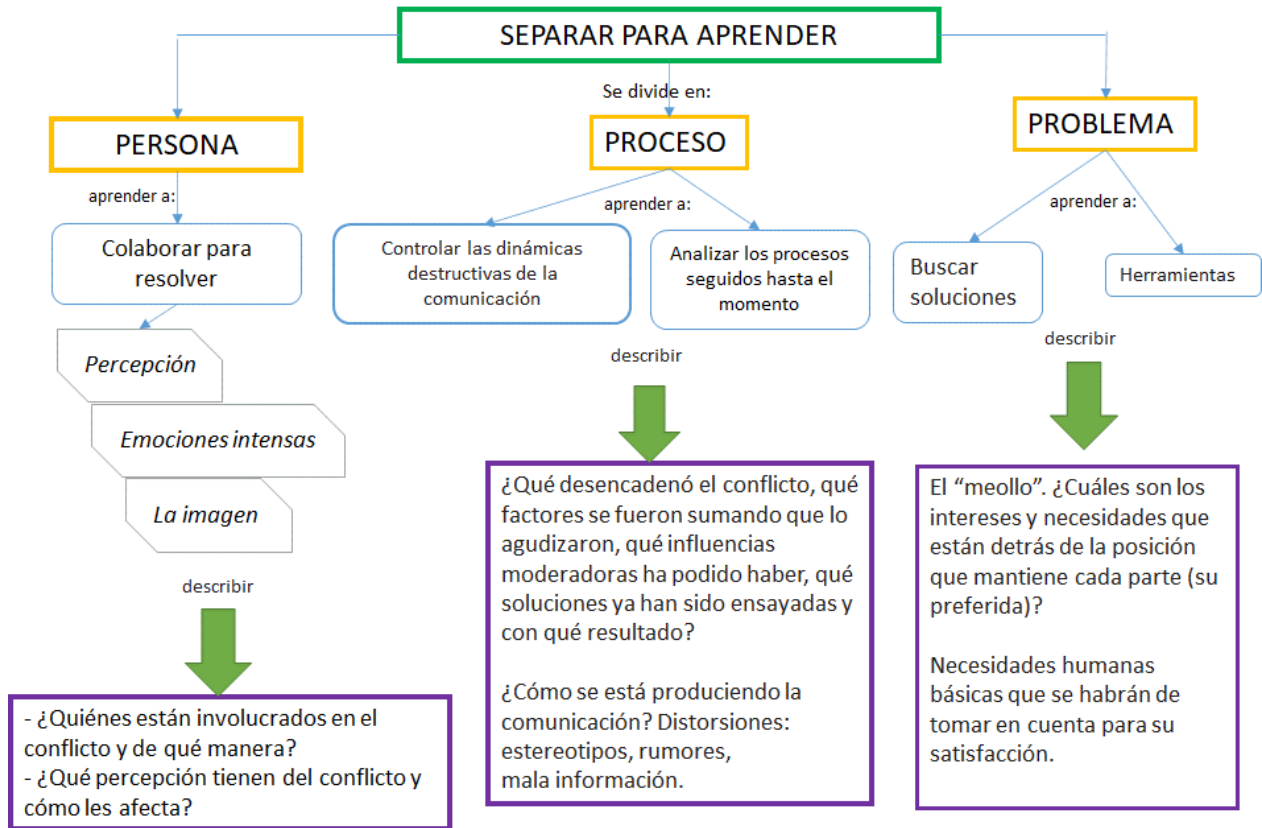 SEPARAR PARA APRENDER
Se divide en:
PERSONA
PROCESO
PROBLEMA
aprender a:
aprender a:
aprender a:
Colaborar para
resolver
Controlar las dinámicas
destructivas de la
comunicación
Analizar los procesos
seguidos hasta el
momento
Buscar
soluciones
Herramientas
Percepción
Emociones intensas
La imagen
describir
describir
describir
- ¿Quiénes están involucrados en el
conflicto y de qué manera?
- ¿Qué percepción tienen del conflicto y
cómo les afecta?
¿Qué desencadenó el conflicto, qué
factores se fueron sumando que lo
agudizaron, qué influencias
moderadoras ha podido haber, qué
soluciones ya han sido ensayadas y
con qué resultado?
¿Cómo se está produciendo la
comunicación? Distorsiones:
estereotipos, rumores,
mala información.
El “meollo”. ¿Cuáles son los
intereses y necesidades que
están detrás de la posición
que mantiene cada parte (su
preferida)?
Necesidades humanas
básicas que se habrán de
tomar en cuenta para su
satisfacción.